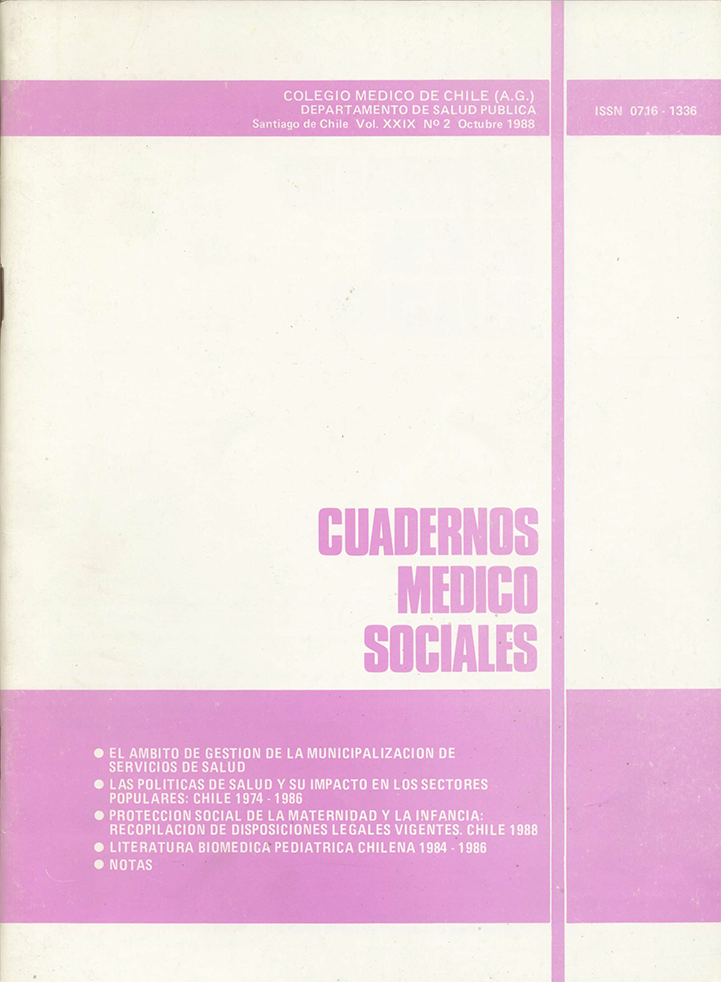 COLEGIO MEDICO DE CHILE (A.G.)
DEPARTAMENTO DE SALUD PUBLICA
Santiago de Chile Vol. XXIX Nº 2 Octubre 1988
ISSN 0716 - 1336
CUADERNOS
MEDICO
SOCIALES
● EL AMBITO DE GESTION DE LA MUNICIPALIZACION DE
SERVICIOS DE SALUD
● LAS POLITICAS DE SALUD Y SU IMPACTO EN LOS SECTORES
POPULARES: CHILE 1974 - 1986
● PROTECCION SOCIAL DE LA MATERNIDAD Y LA INFANCIA:
RECOPILACION DE DISPOSICIONES LEGALES VIGENTES. CHILE 1988
● LITERATURA BIOMEDICA PEDIATRICA CHILENA 1984 - 1986
● NOTAS